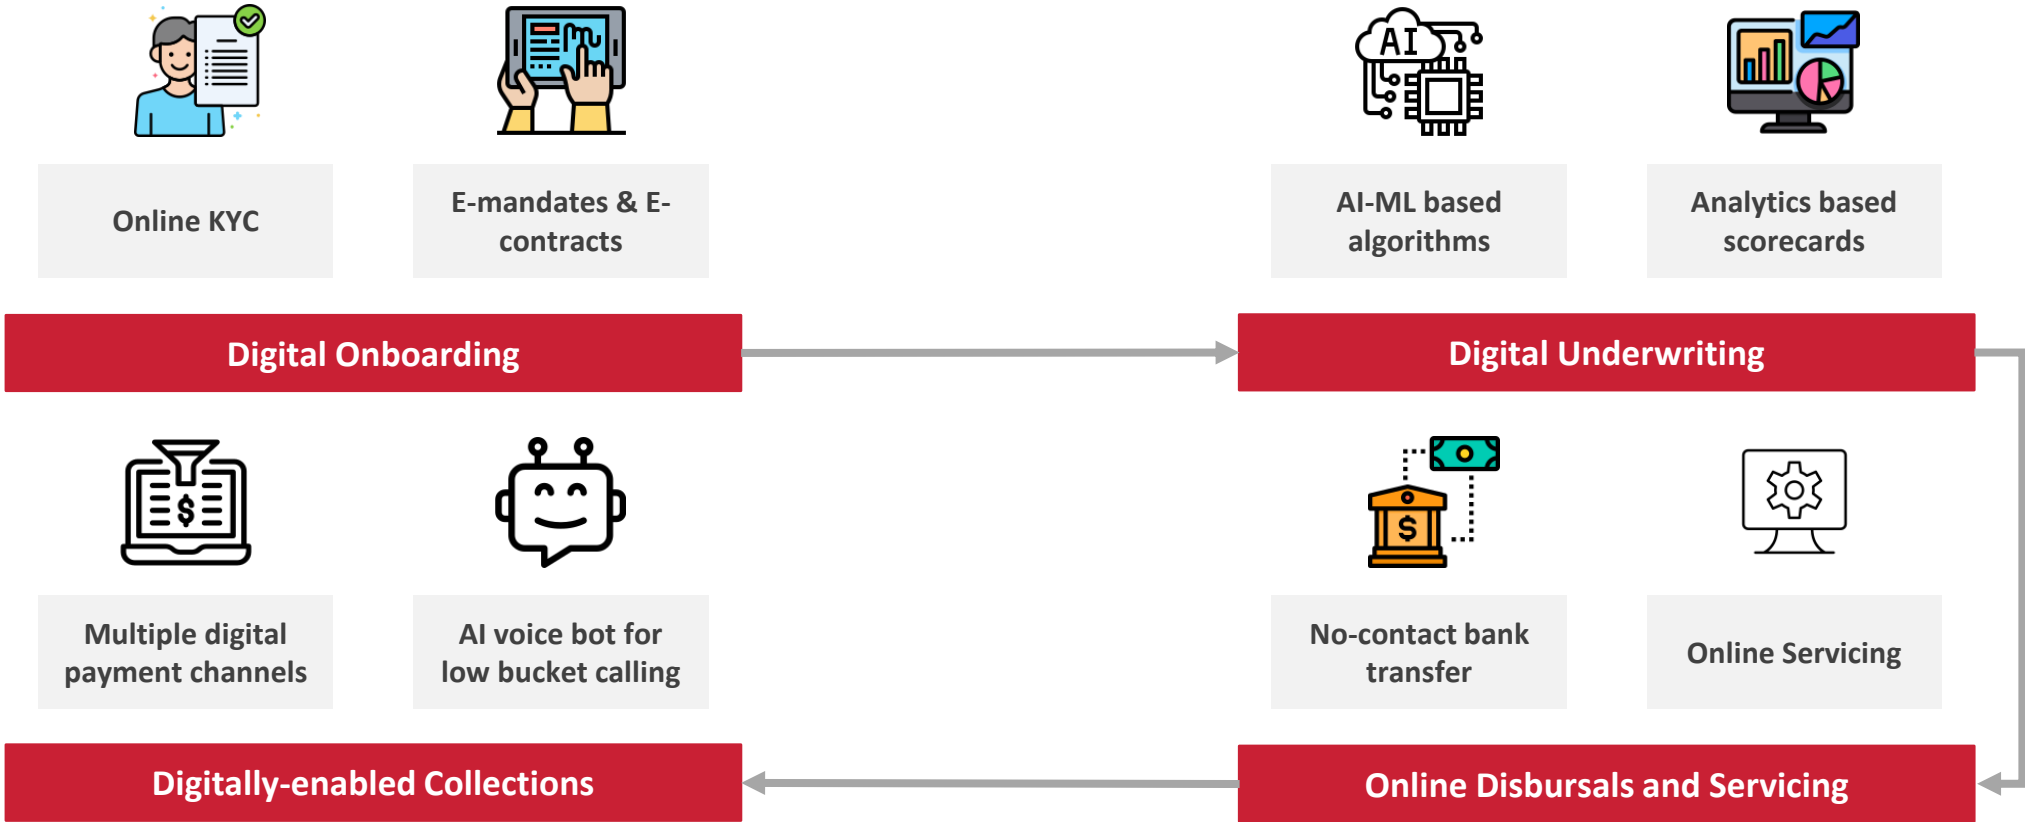 AI
Online KYC
E-mandates & E-
contracts
AI-ML based
algorithms
Analytics based
scorecards
Digital Onboarding
Digital Underwriting
$
$
Multiple digital
payment channels
AI voice bot for
low bucket calling
No-contact bank
transfer
Online Servicing
Digitally-enabled Collections
Online Disbursals and Servicing